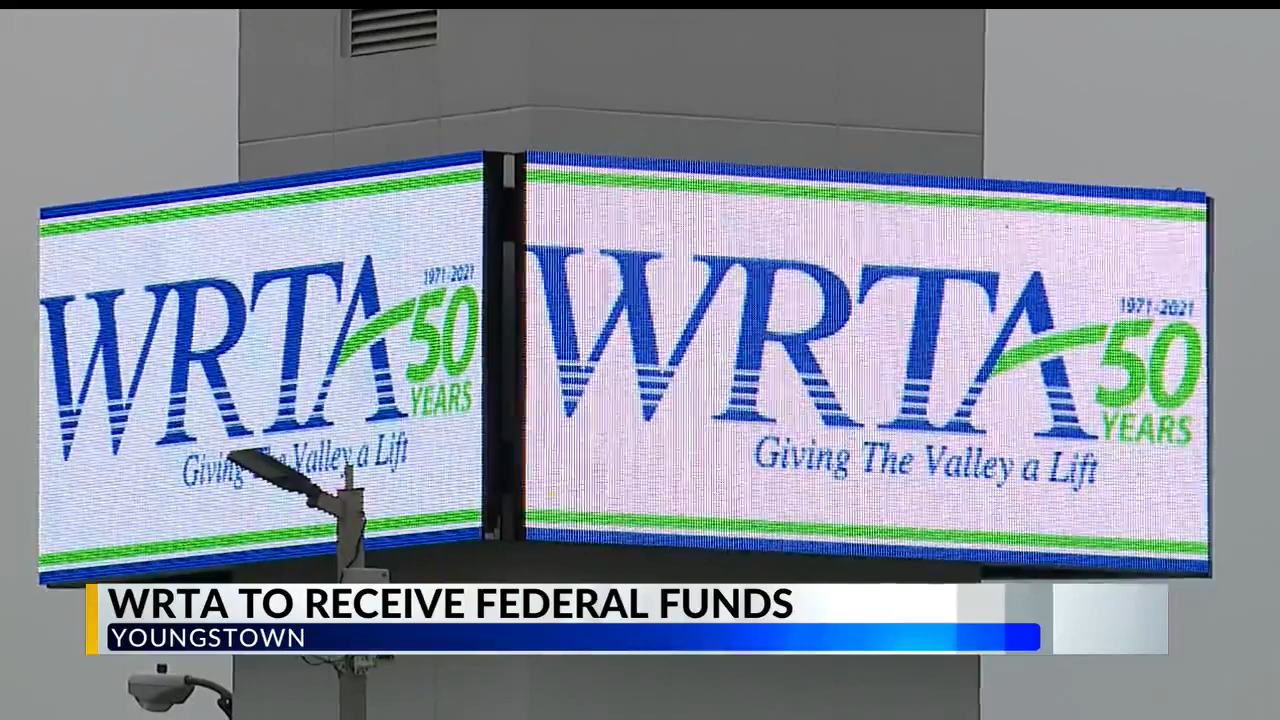 WRTA
1971-2021
50
YEARS
Giving The Valley a Lift
WRTA
1971-2021
50
YEARS
Giving The Valley a Lift
WRTA TO RECEIVE FEDERAL FUNDS
YOUNGSTOWN